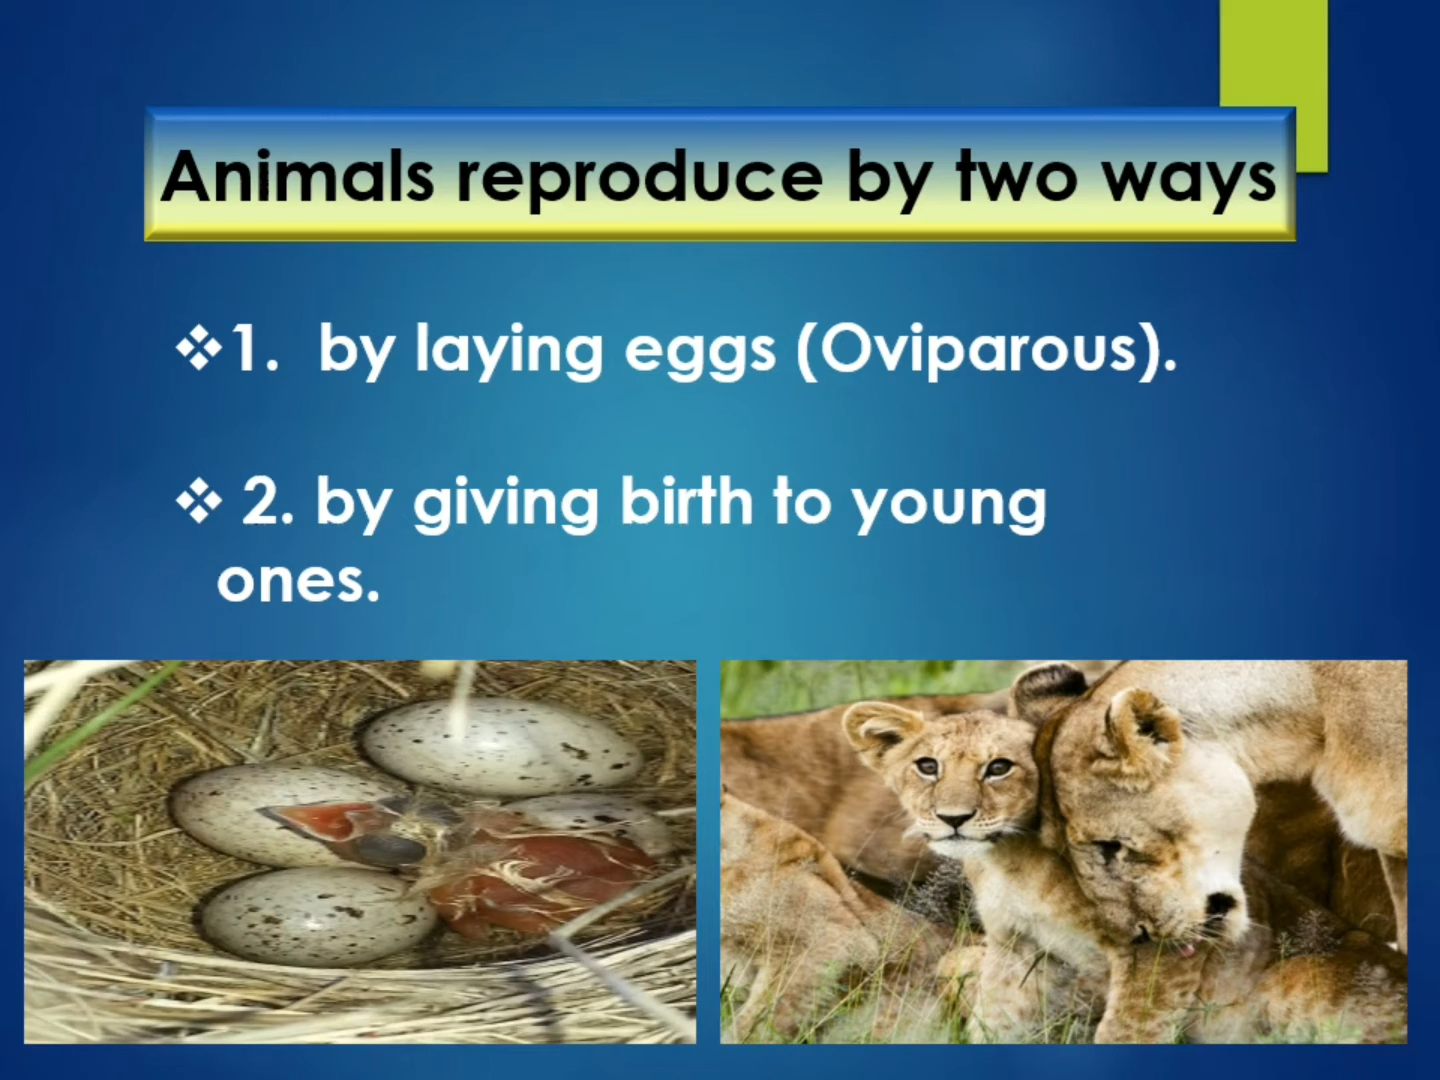 Animals reproduce by two ways
❖1. by laying eggs (Oviparous).
❖ 2. by giving birth to young
ones.